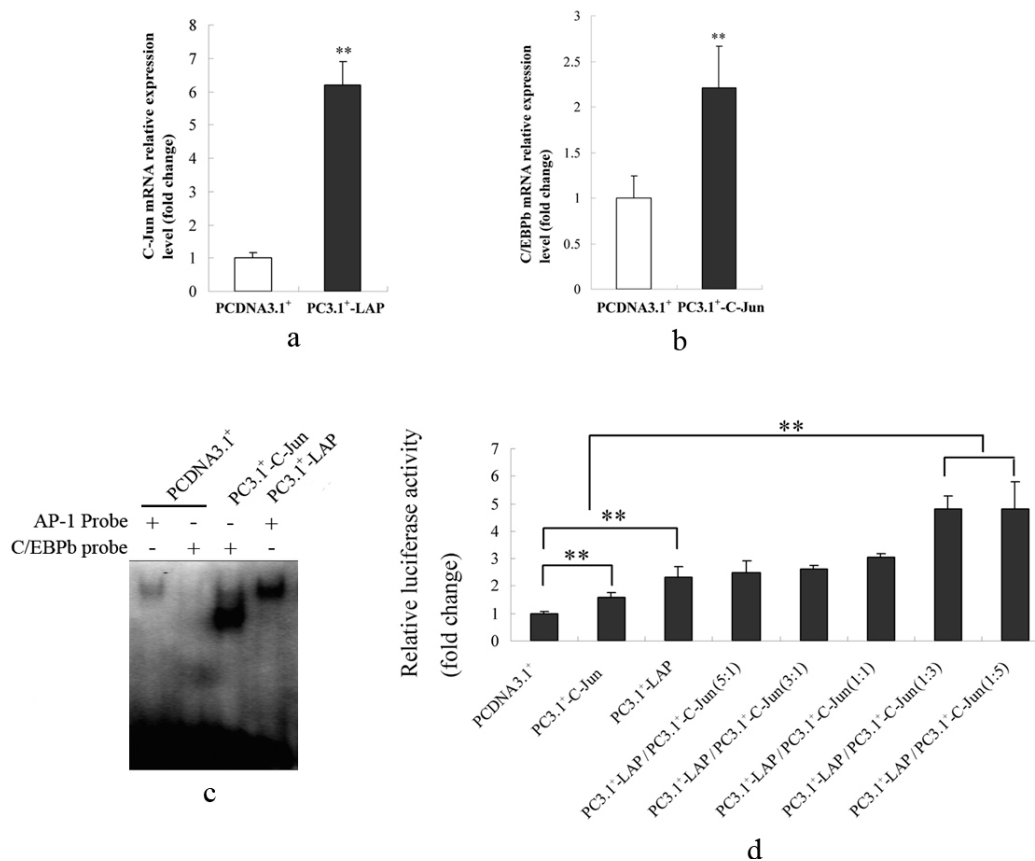 C-Jun mRNA relative expression
level (fold change)
8
7
6
5
4
3
2
1
0
**
PCDNA3.1+
PC3.1+-LAP
a
C/EBPb mRNA relative expression
level (fold change)
3
2.5
2
1.5
1
0.5
0
**
PCDNA3.1+
PC3.1+-C-Jun
b
PCDNA3.1+
PC3.1+-C-Jun
PC3.1+-LAP
AP-1 Probe + - - +
C/EBPb probe - + + -
c
Relative luciferase activity
(fold change)
7
6
5
4
3
2
1
0
**
**
**
PCDNA3.1+
PC3.1+-C-Jun
PC3.1+-LAP
PC3.1+-LAP/PC3.1+-C-Jun(5:1)
PC3.1+-LAP/PC3.1+-C-Jun(3:1)
PC3.1+-LAP/PC3.1+-C-Jun(1:1)
PC3.1+-LAP/PC3.1+-C-Jun(1:3)
PC3.1+-LAP/PC3.1+-C-Jun(1:5)
d